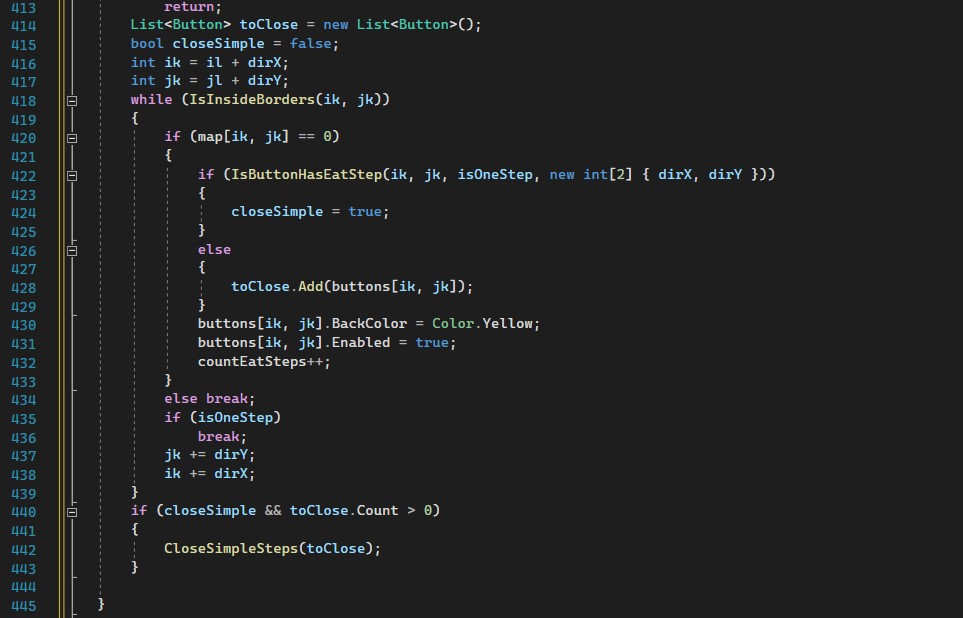 413                 return;
414             List<Button> toClose = new List<Button>();
415             bool closeSimple = false;
416             int ik = il + dirX;
417             int jk = jl + dirY;
418             while (IsInsideBorders(ik, jk))
419             {
420                 if (map[ik, jk] == 0)
421                 {
422                     if (IsButtonHasEatStep(ik, jk, isOneStep, new int[2] { dirX, dirY }))
423                     {
424                         closeSimple = true;
425                     }
426                     else
427                     {
428                         toClose.Add(buttons[ik, jk]);
429                     }
430                     buttons[ik, jk].BackColor = Color.Yellow;
431                     buttons[ik, jk].Enabled = true;
432                     countEatSteps++;
433                 }
434                 else break;
435                 if (isOneStep)
436                     break;
437                 jk += dirY;
438                 ik += dirX;
439             }
440             if (closeSimple && toClose.Count > 0)
441             {
442                 CloseSimpleSteps(toClose);
443             }
444
445         }